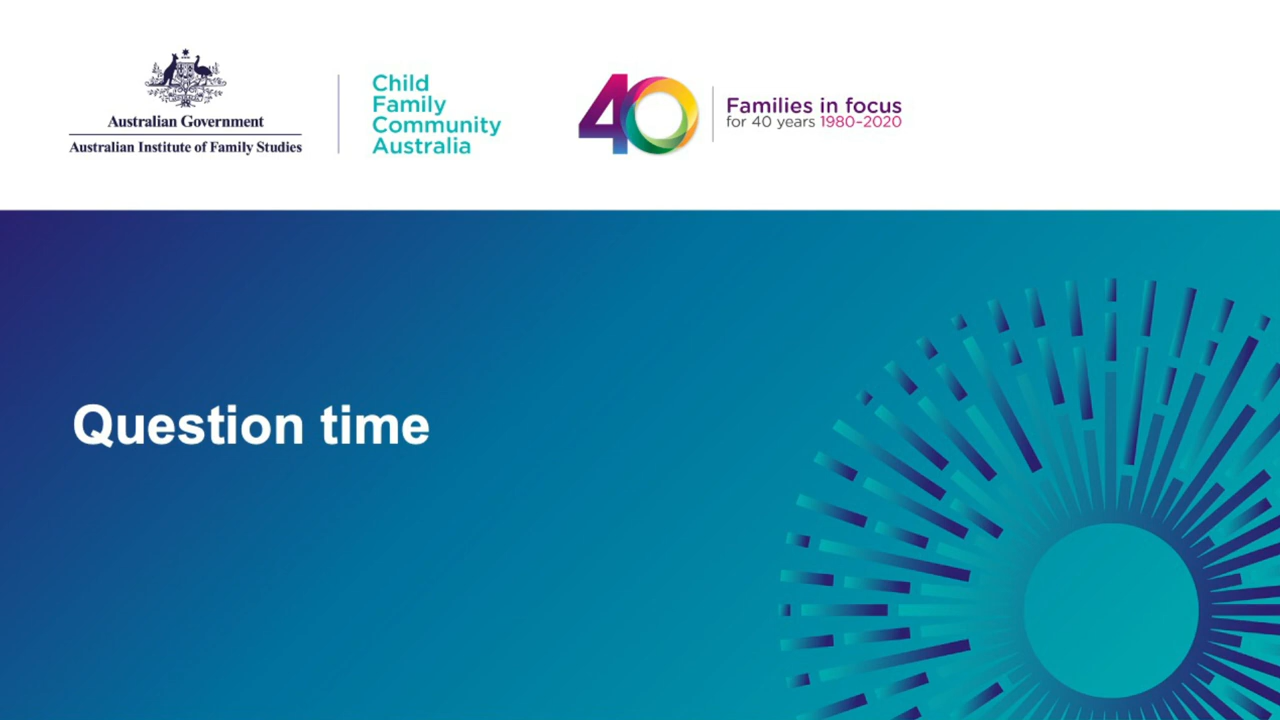 Australian Government
Australian Institute of Family Studies
Child
Family
Community
Australia
40
Families in focus
for 40 years 1980–2020
Question time